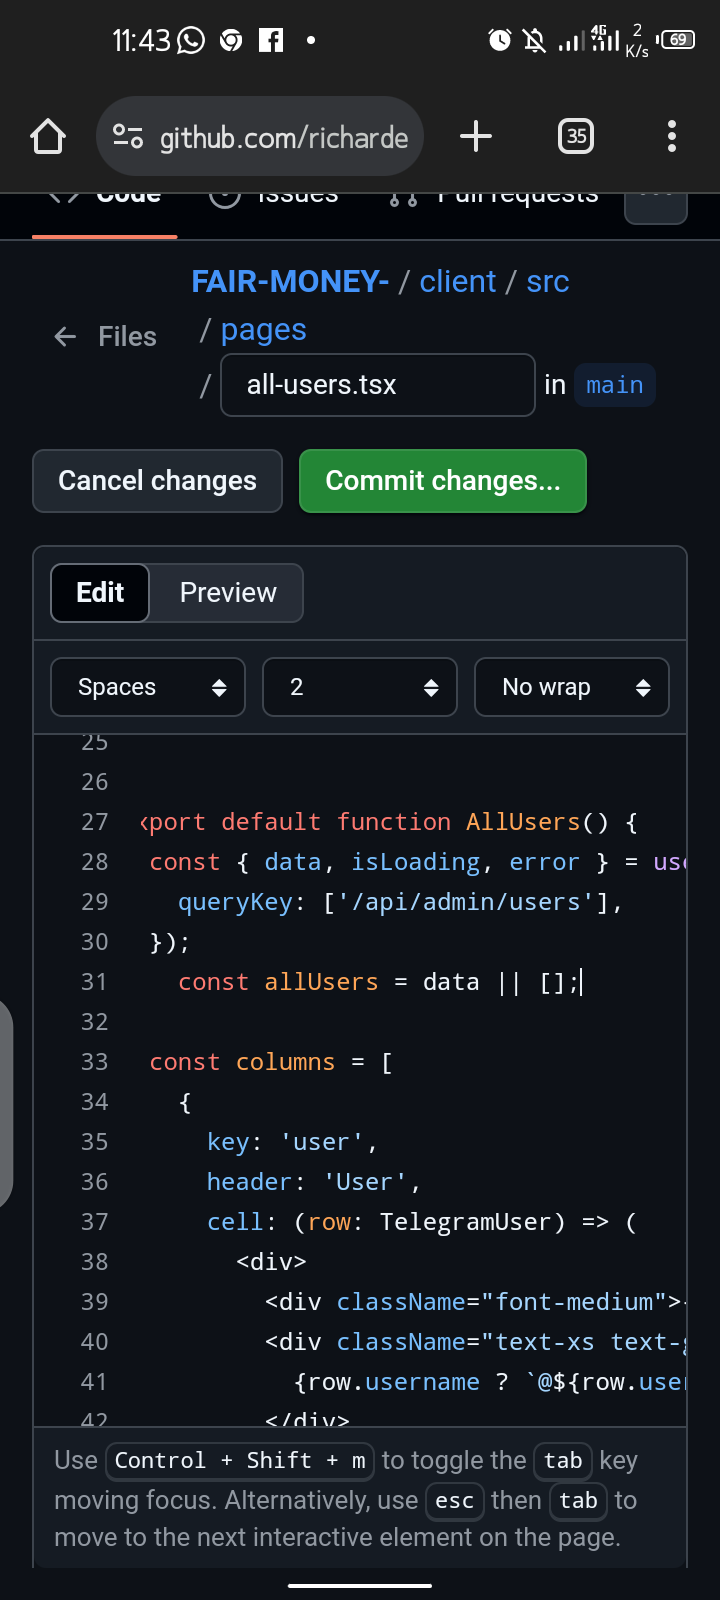 11:43
4G
2
K/s
69
github.com/richarde
35
Code
Issues
Pull requests
FAIR-MONEY- / client / src
← Files
/ pages
/ all-users.tsx in main
Cancel changes
Commit changes...
Edit
Preview
Spaces
2
No wrap
25
26
27 xport default function AllUsers() {
28 const { data, isLoading, error } = use
29 queryKey: ['/api/admin/users'],
30 });
31 const allUsers = data || [];
32
33 const columns = [
34 {
35 key: 'user',
36 header: 'User',
37 cell: (row: TelegramUser) => (
38 <div>
39 <div className="font-medium">
40 <div className="text-xs text-g
41 {row.username ? `@${row.user
42 </div>
Use Control + Shift + m to toggle the tab key
moving focus. Alternatively, use esc then tab to
move to the next interactive element on the page.